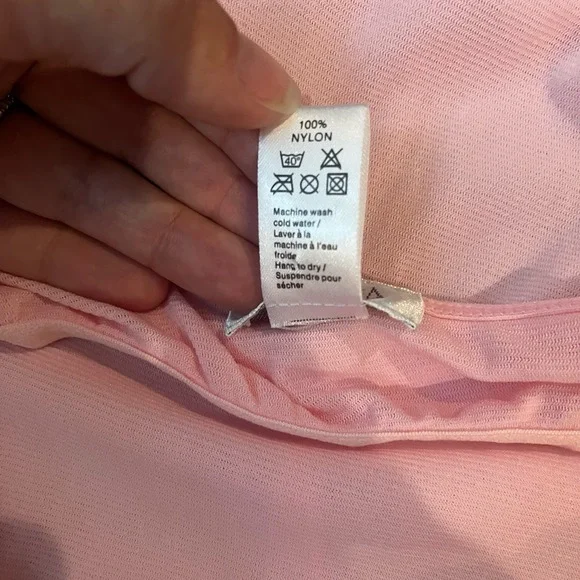 100%
NYLON
40°
Machine wash
cold water /
Laver à la
machine à l'eau
froide
Hang to dry /
Suspendre pour
sécher